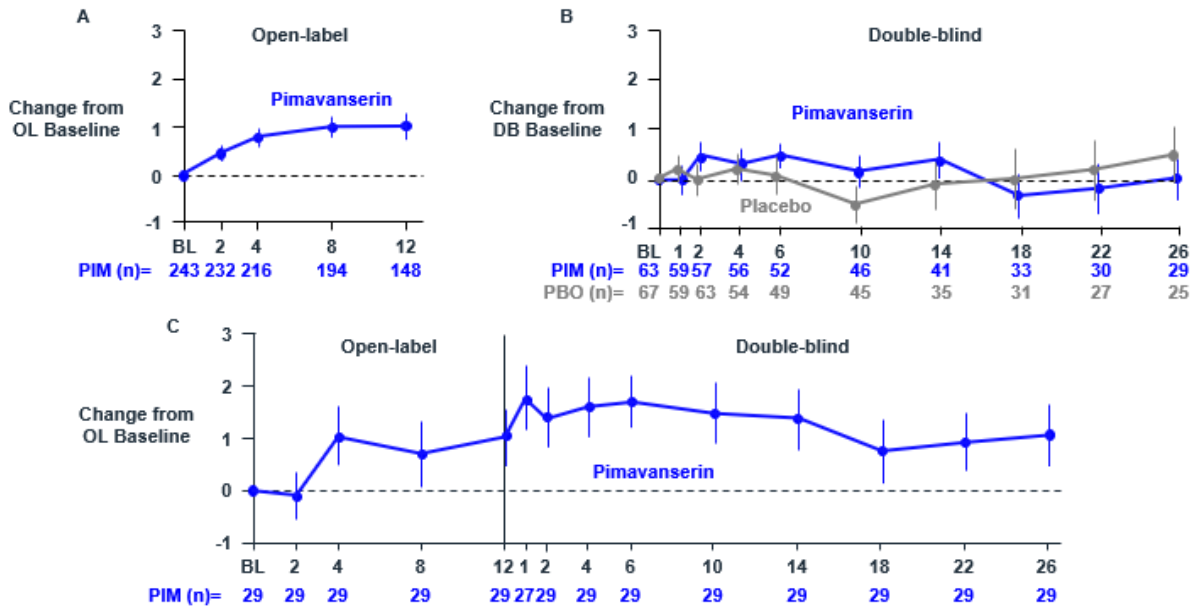 A
Open-label
3
2
1
0
-1
Change from
OL Baseline
Pimavanserin
BL 2 4 8 12
PIM (n)= 243 232 216 194 148
B
Double-blind
3
2
1
0
-1
Change from
DB Baseline
Pimavanserin
Placebo
BL 1 2 4 6 10 14 18 22 26
PIM (n)= 63 59 57 56 52 46 41 33 30 29
PBO (n)= 67 59 63 54 49 45 35 31 27 25
C
Open-label Double-blind
3
2
1
0
-1
Change from
OL Baseline
Pimavanserin
BL 2 4 8 12 1 2 4 6 10 14 18 22 26
PIM (n)= 29 29 29 29 29 27 29 29 29 29 29 29 29 29